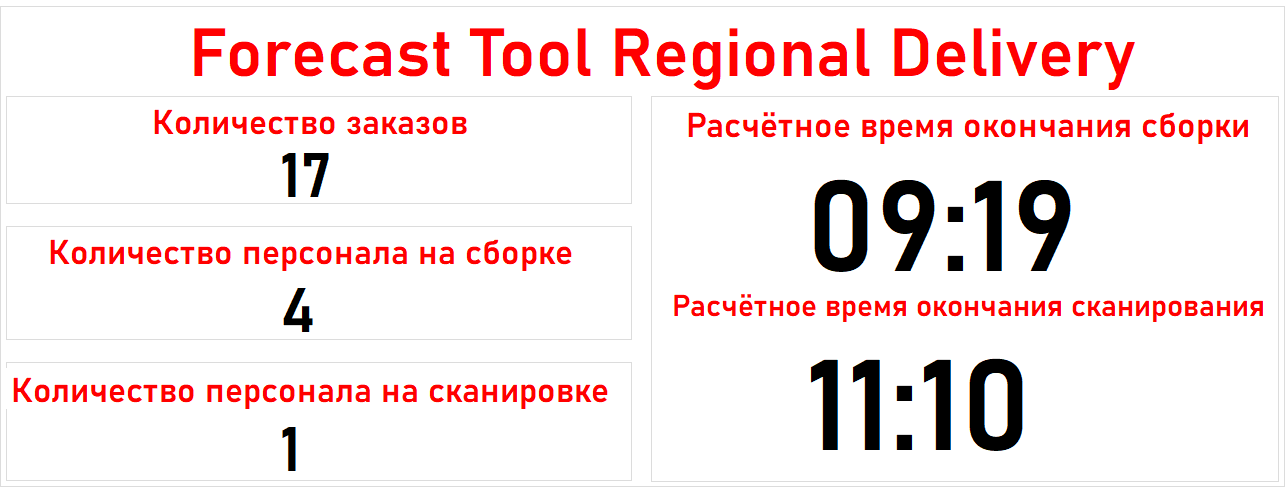 Forecast Tool Regional Delivery
Количество заказов
17
Количество персонала на сборке
4
Количество персонала на сканировке
1
Расчётное время окончания сборки
09:19
Расчётное время окончания сканирования
11:10